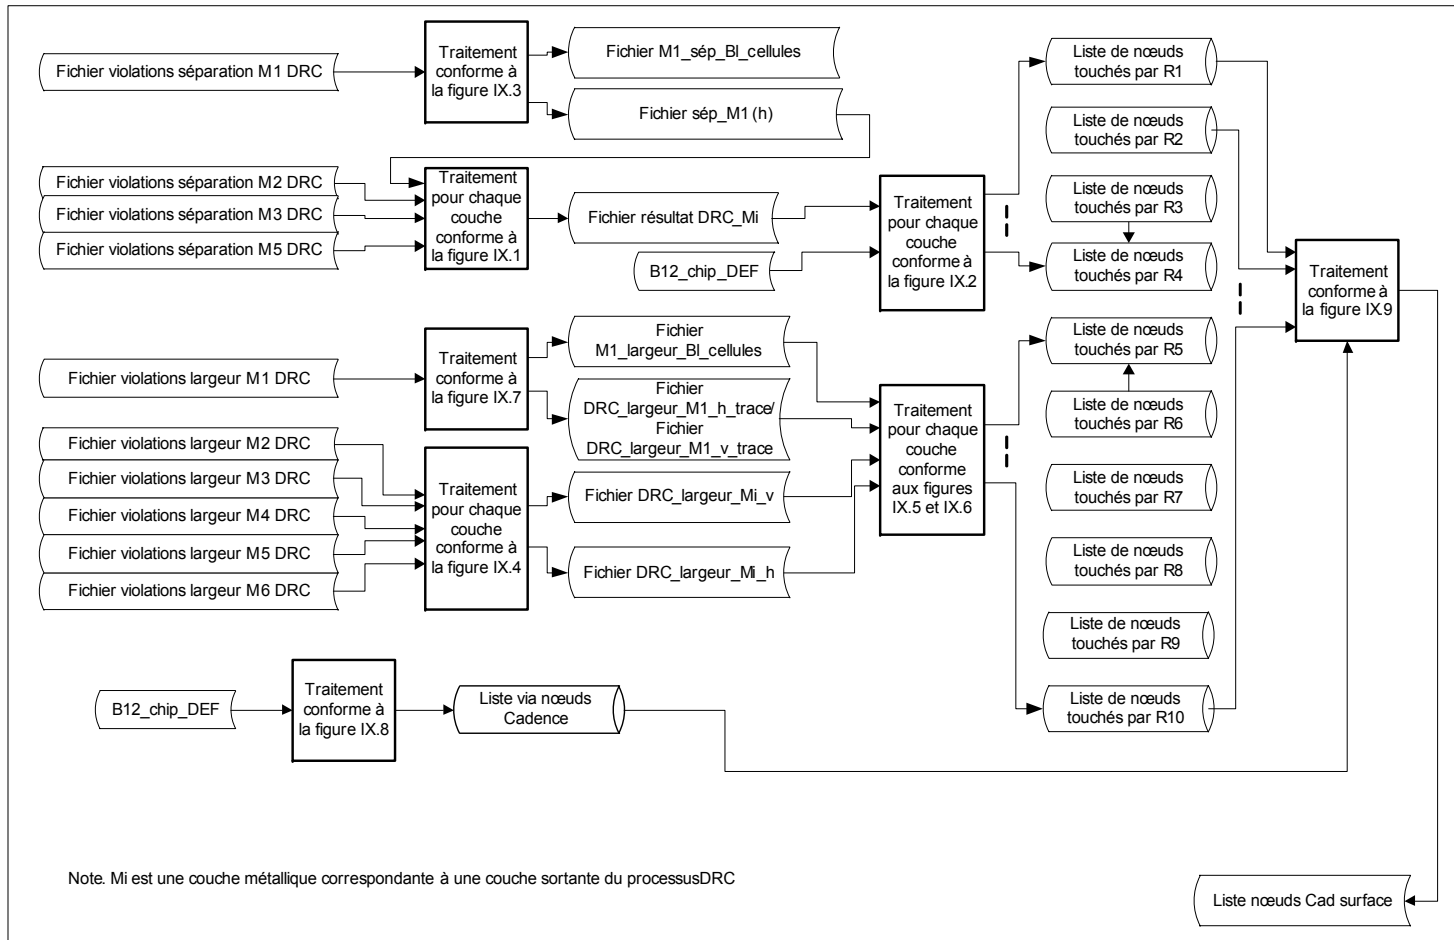 Fichier violations séparation M1 DRC
Traitement
conforme à
la figure IX.3
Fichier M1_sép_Bl_cellules
Fichier sép_M1 (h)
Fichier violations séparation M2 DRC
Fichier violations séparation M3 DRC
Fichier violations séparation M5 DRC
Traitement
pour chaque
couche
conforme à
la figure IX.1
Fichier résultat DRC_Mi
B12_chip_DEF
Traitement
pour chaque
couche
conforme à
la figure IX.2
Liste de nœuds
touchés par R1
Liste de nœuds
touchés par R2
Liste de nœuds
touchés par R3
Liste de nœuds
touchés par R4
Traitement
conforme à
la figure IX.9
Fichier violations largeur M1 DRC
Traitement
conforme à
la figure IX.7
Fichier
M1_largeur_Bl_cellules
Fichier
DRC_largeur_M1_h_trace/
Fichier
DRC_largeur_M1_v_trace
Fichier violations largeur M2 DRC
Fichier violations largeur M3 DRC
Fichier violations largeur M4 DRC
Fichier violations largeur M5 DRC
Fichier violations largeur M6 DRC
Traitement
pour chaque
couche
conforme à
la figure IX.4
Fichier DRC_largeur_Mi_v
Fichier DRC_largeur_Mi_h
Traitement
pour chaque
couche
conforme
aux figures
IX.5 et IX.6
Liste de nœuds
touchés par R5
Liste de nœuds
touchés par R6
Liste de nœuds
touchés par R7
Liste de nœuds
touchés par R8
Liste de nœuds
touchés par R9
Liste de nœuds
touchés par R10
B12_chip_DEF
Traitement
conforme à
la figure IX.8
Liste via nœuds
Cadence
Note. Mi est une couche métallique correspondante à une couche sortante du processusDRC
Liste nœuds Cad surface